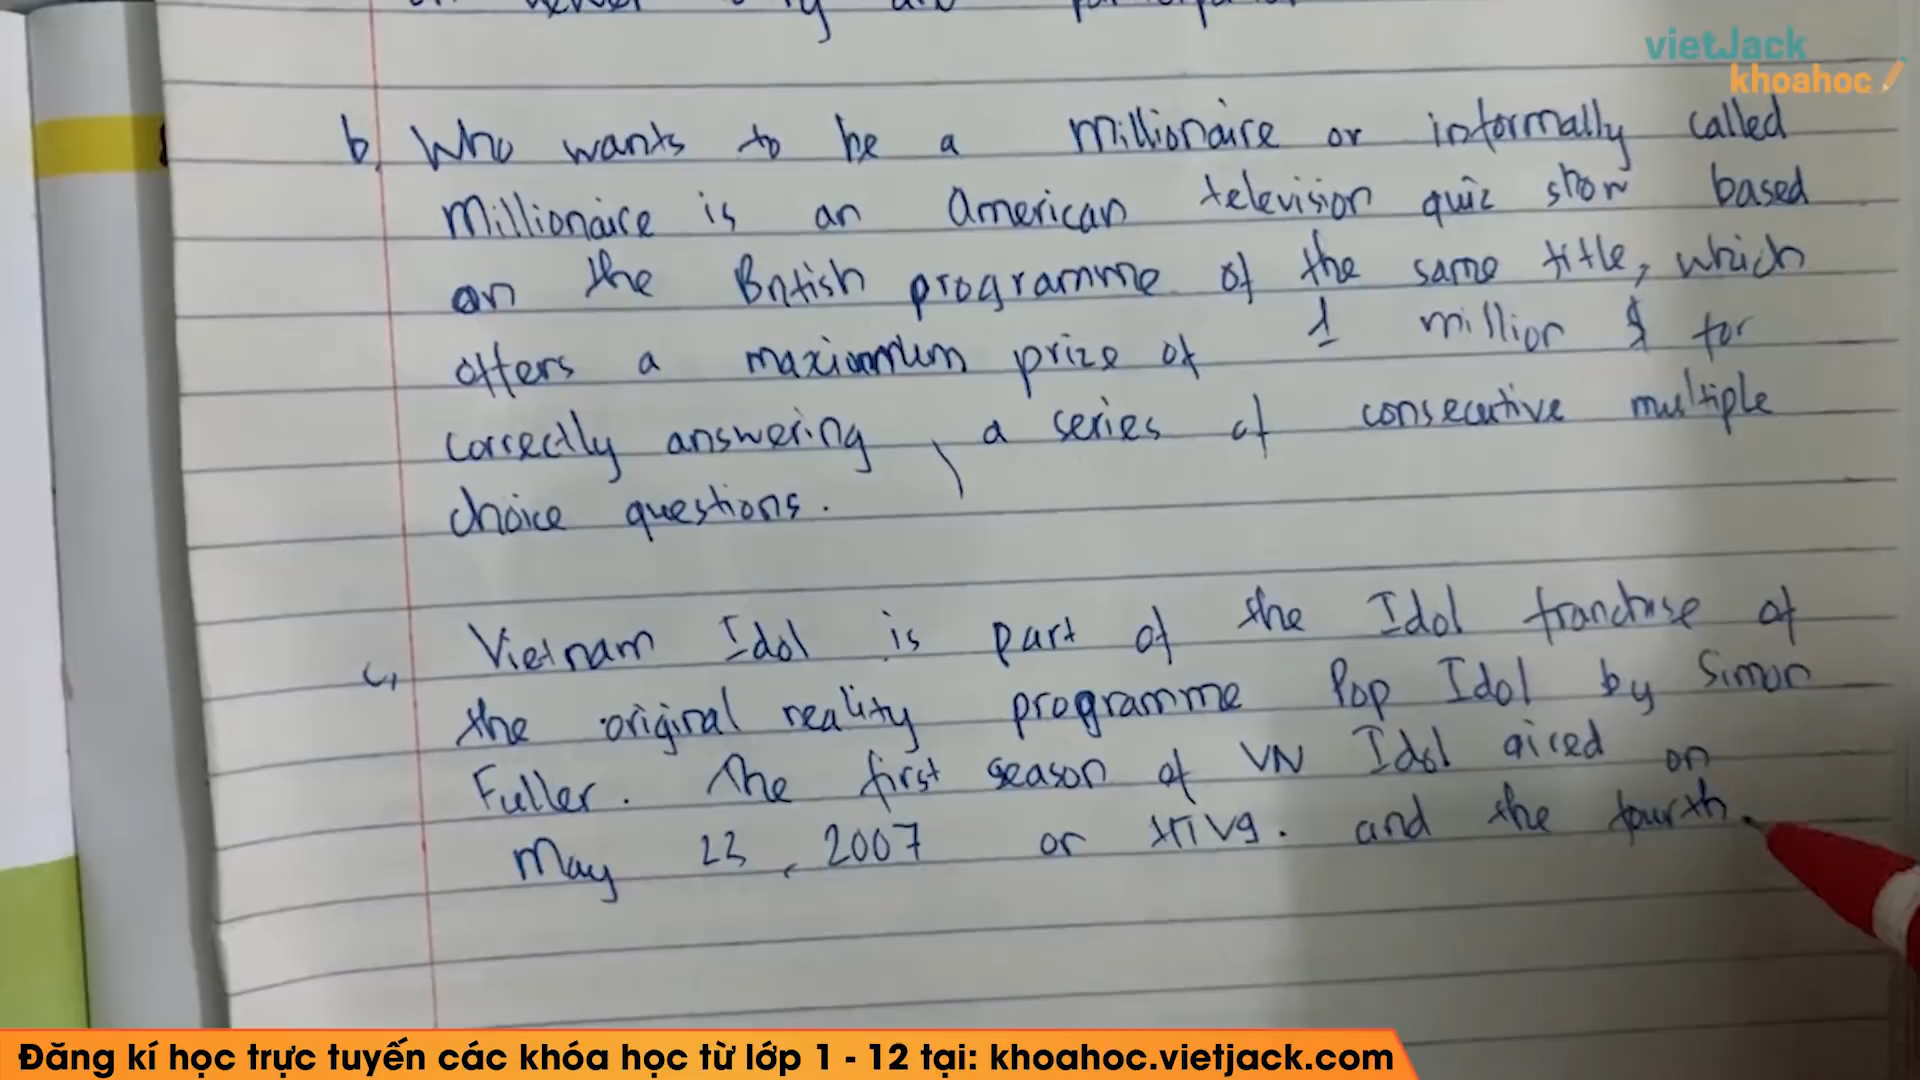 vietJack
khoahoc
b, Who wants to be a Millionaire or informally called
Millionaire is an American television quiz show based
on the British programme of the same title, which
offers a maximum prize of 1 million $ for
correctly answering a series of consecutive multiple
choice questions.
c, Vietnam Idol is part of the Idol franchise of
the original reality programme Pop Idol by Simon
Fuller. The first season of VN Idol aired on
May 23, 2007 on HTV9. and the fourth
Đăng kí học trực tuyến các khóa học từ lớp 1 - 12 tại: khoahoc.vietjack.com